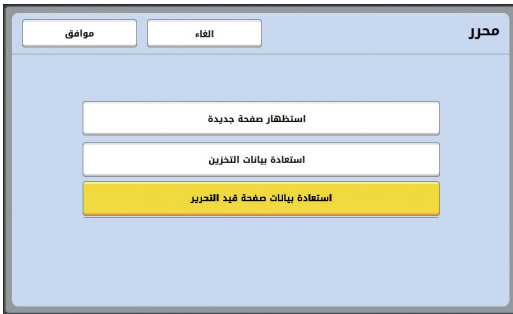 محرر
الغاء
موافق
استظهار صفحة جديدة
استعادة بيانات التخزين
استعادة بيانات صفحة قيد التحرير